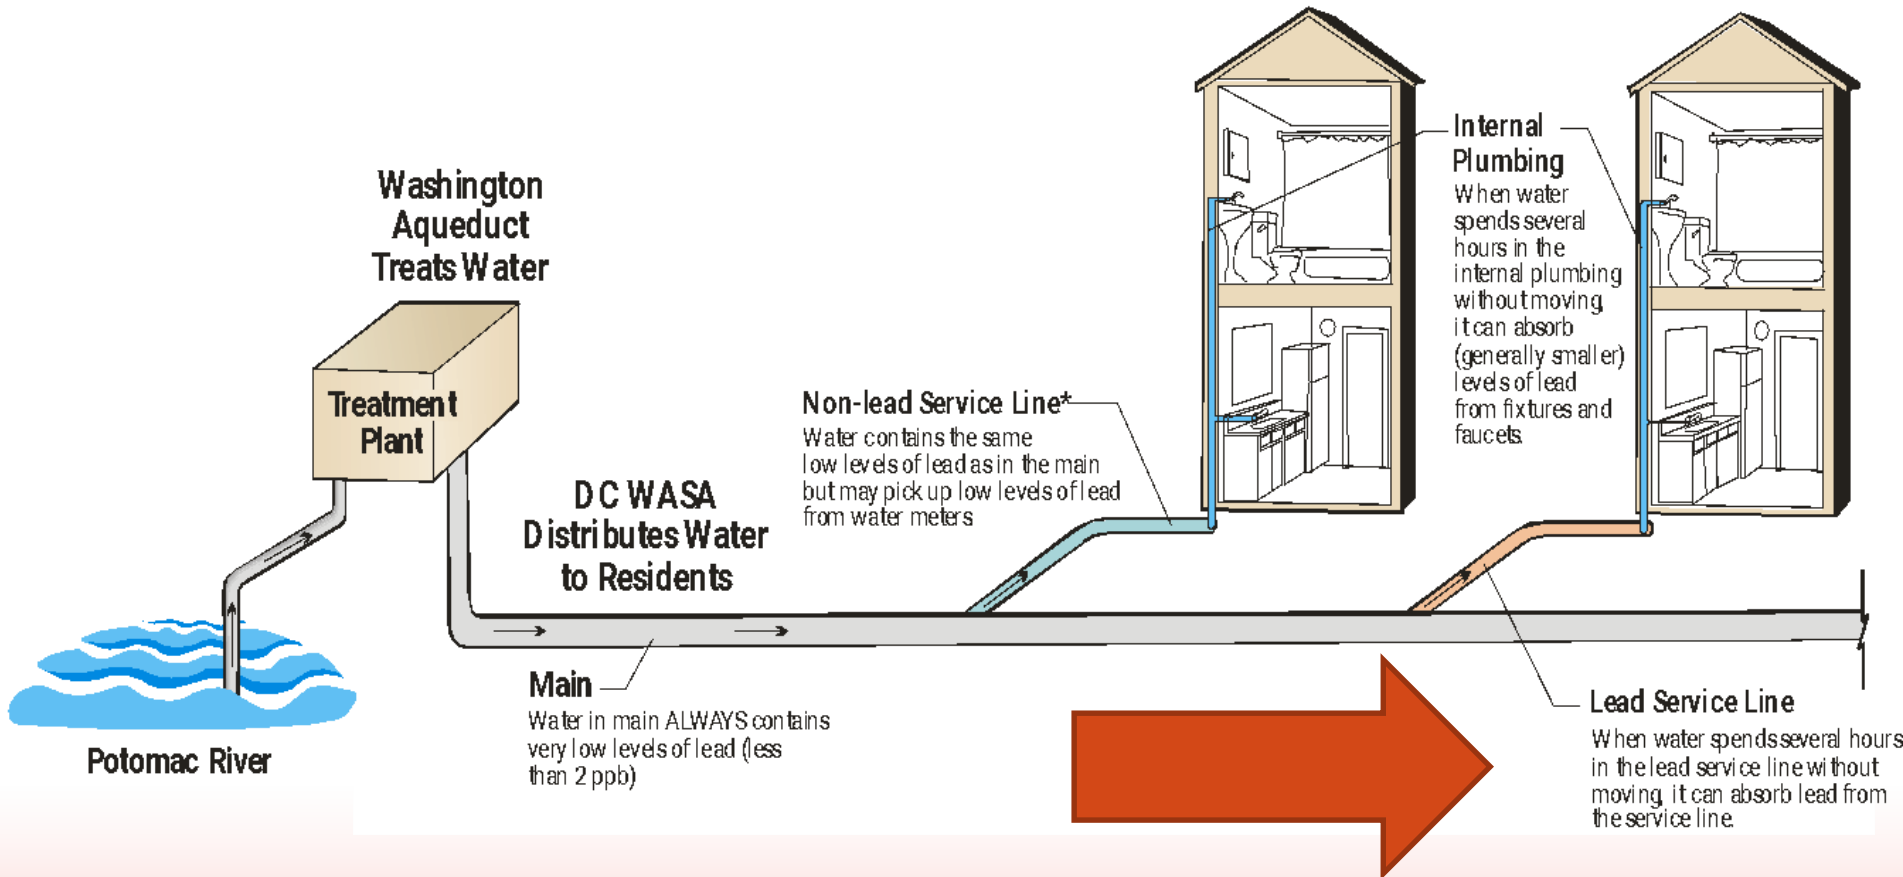 Washington
Aqueduct
Treats Water
Treatment
Plant
Potomac River
DC WASA
Distributes Water
to Residents
Main
Water in main ALWAYS contains
very low levels of lead (less
than 2 ppb)
Non-lead Service Line*
Water contains the same
low levels of lead as in the main
but may pick up low levels of lead
from water meters
Internal
Plumbing
When water
spends several
hours in the
internal plumbing
without moving,
it can absorb
(generally smaller)
levels of lead
from fixtures and
faucets.
Lead Service Line
When water spends several hours
in the lead service line without
moving, it can absorb lead from
the service line.